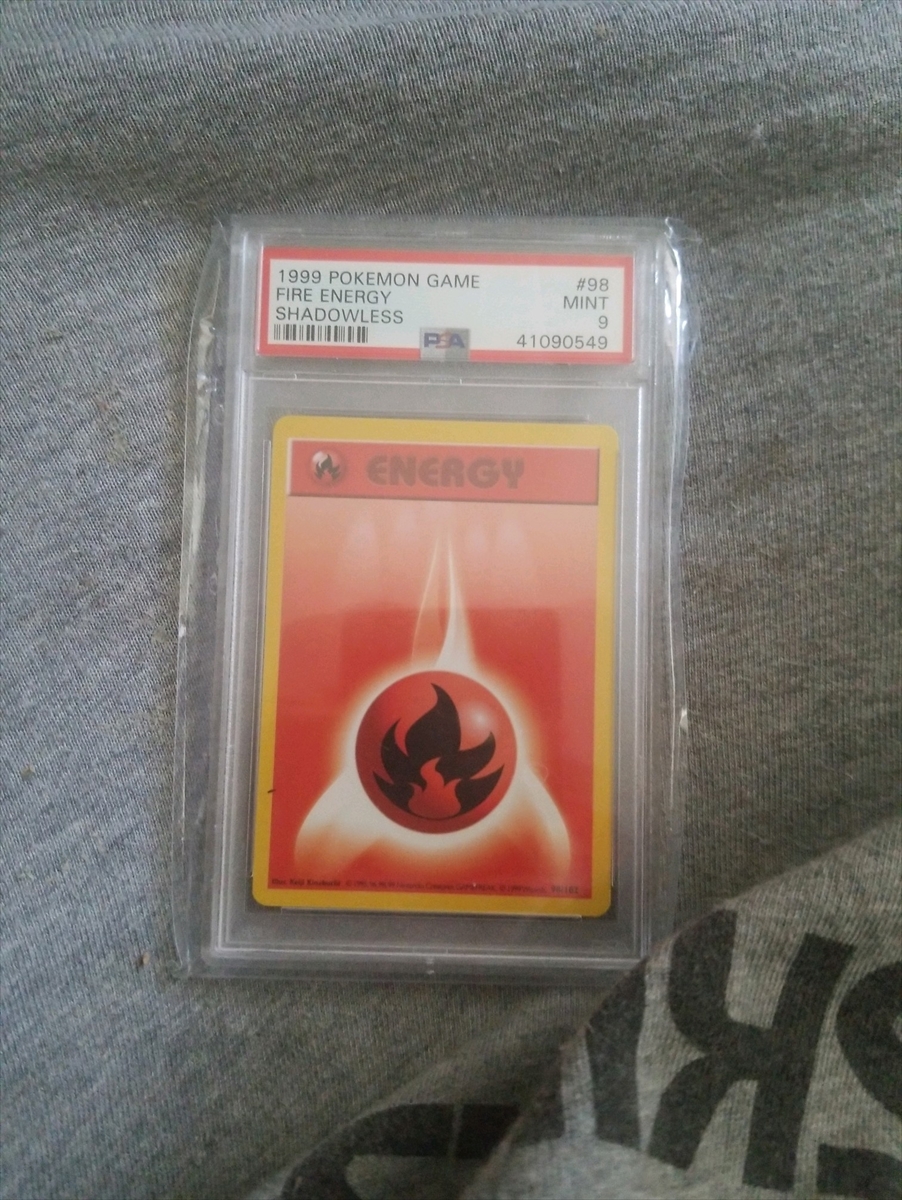 1999 POKEMON GAME #98
FIRE ENERGY MINT
SHADOWLESS 9
PSA 41090549
ENERGY